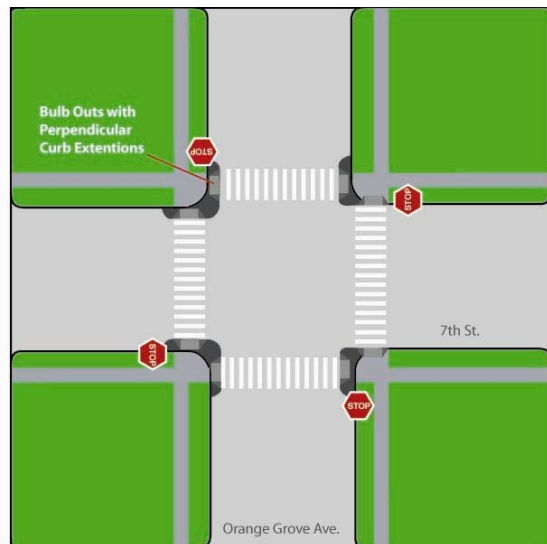 Bulb Outs with
Perpendicular
Curb Extentions
STOP
STOP
7th St.
STOP
STOP
Orange Grove Ave.